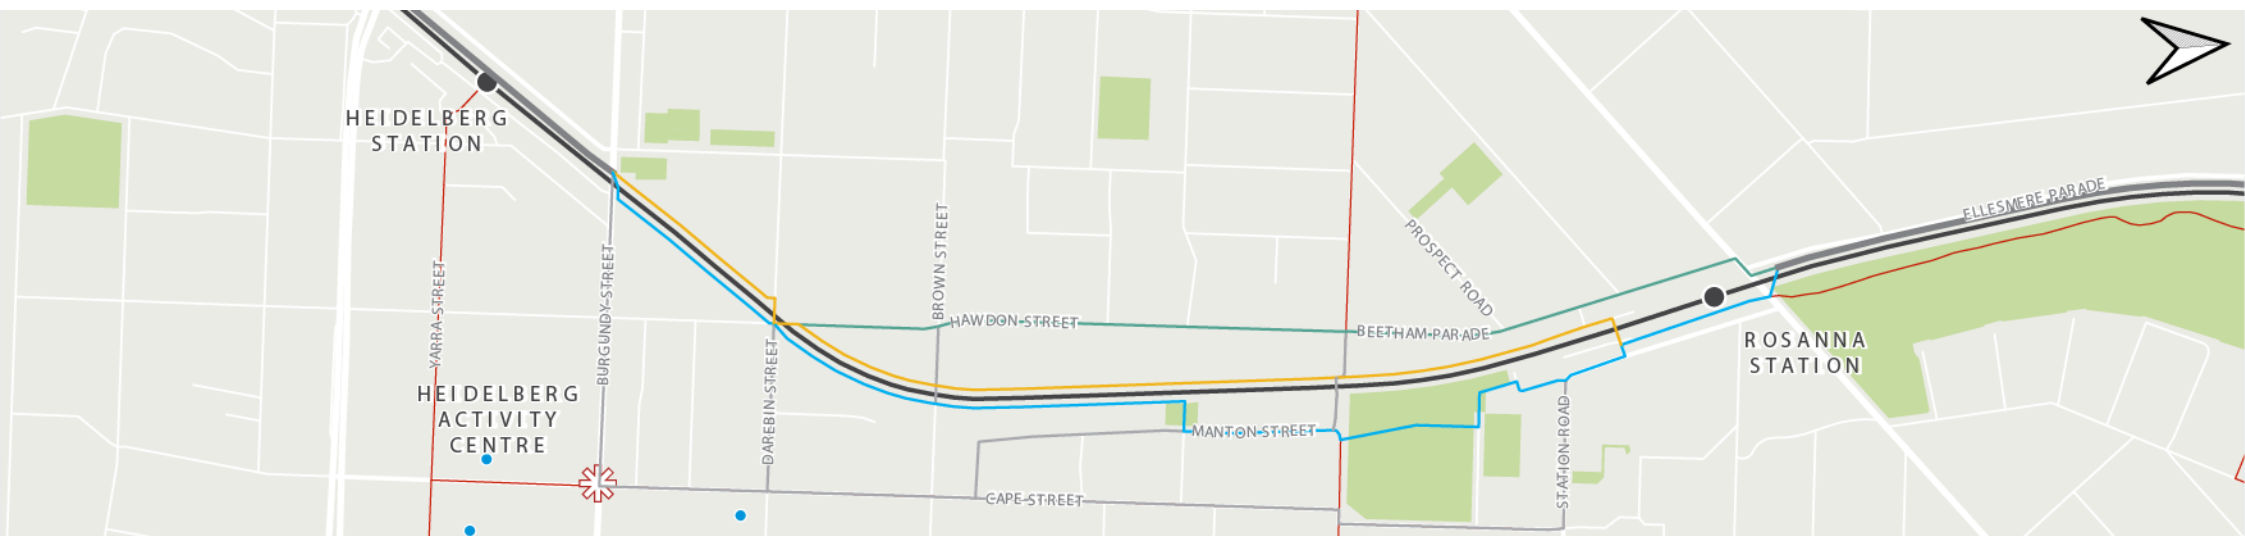 HEIDELBERG
STATION
YARRA STREET
BURGUNDY STREET
HEIDELBERG
ACTIVITY
CENTRE
DAREBIN STREET
BROWN STREET
HAWDON STREET
MANTON STREET
CAPE STREET
PROSPECT ROAD
BEETHAM PARADE
STATION ROAD
ROSANNA
STATION
ELLESMERE PARADE